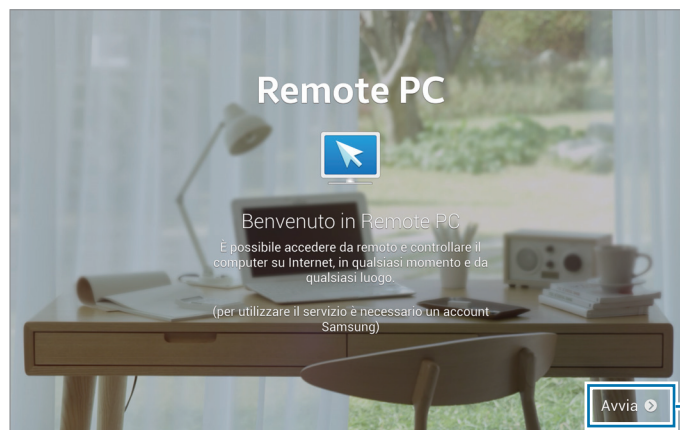 Remote PC
Benvenuto in Remote PC
È possibile accedere da remoto e controllare il
computer su Internet, in qualsiasi momento e da
qualsiasi luogo.
(per utilizzare il servizio è necessario un account
Samsung)
Avvia